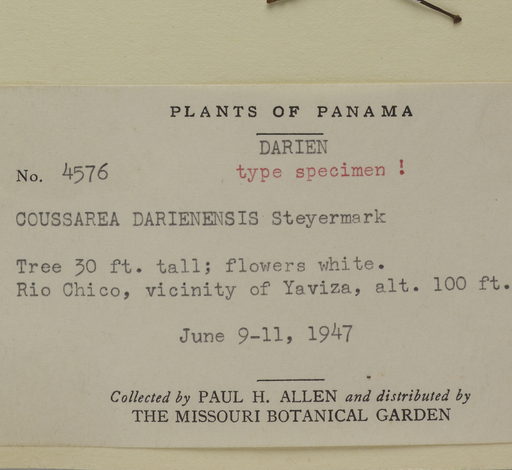 PLANTS OF PANAMA
DARIEN
No. 4576
type specimen !
COUSSAREA DARIENENSIS Steyermark
Tree 30 ft. tall; flowers white.
Rio Chico, vicinity of Yaviza, alt. 100 ft.
June 9-11, 1947
Collected by PAUL H. ALLEN and distributed by
THE MISSOURI BOTANICAL GARDEN